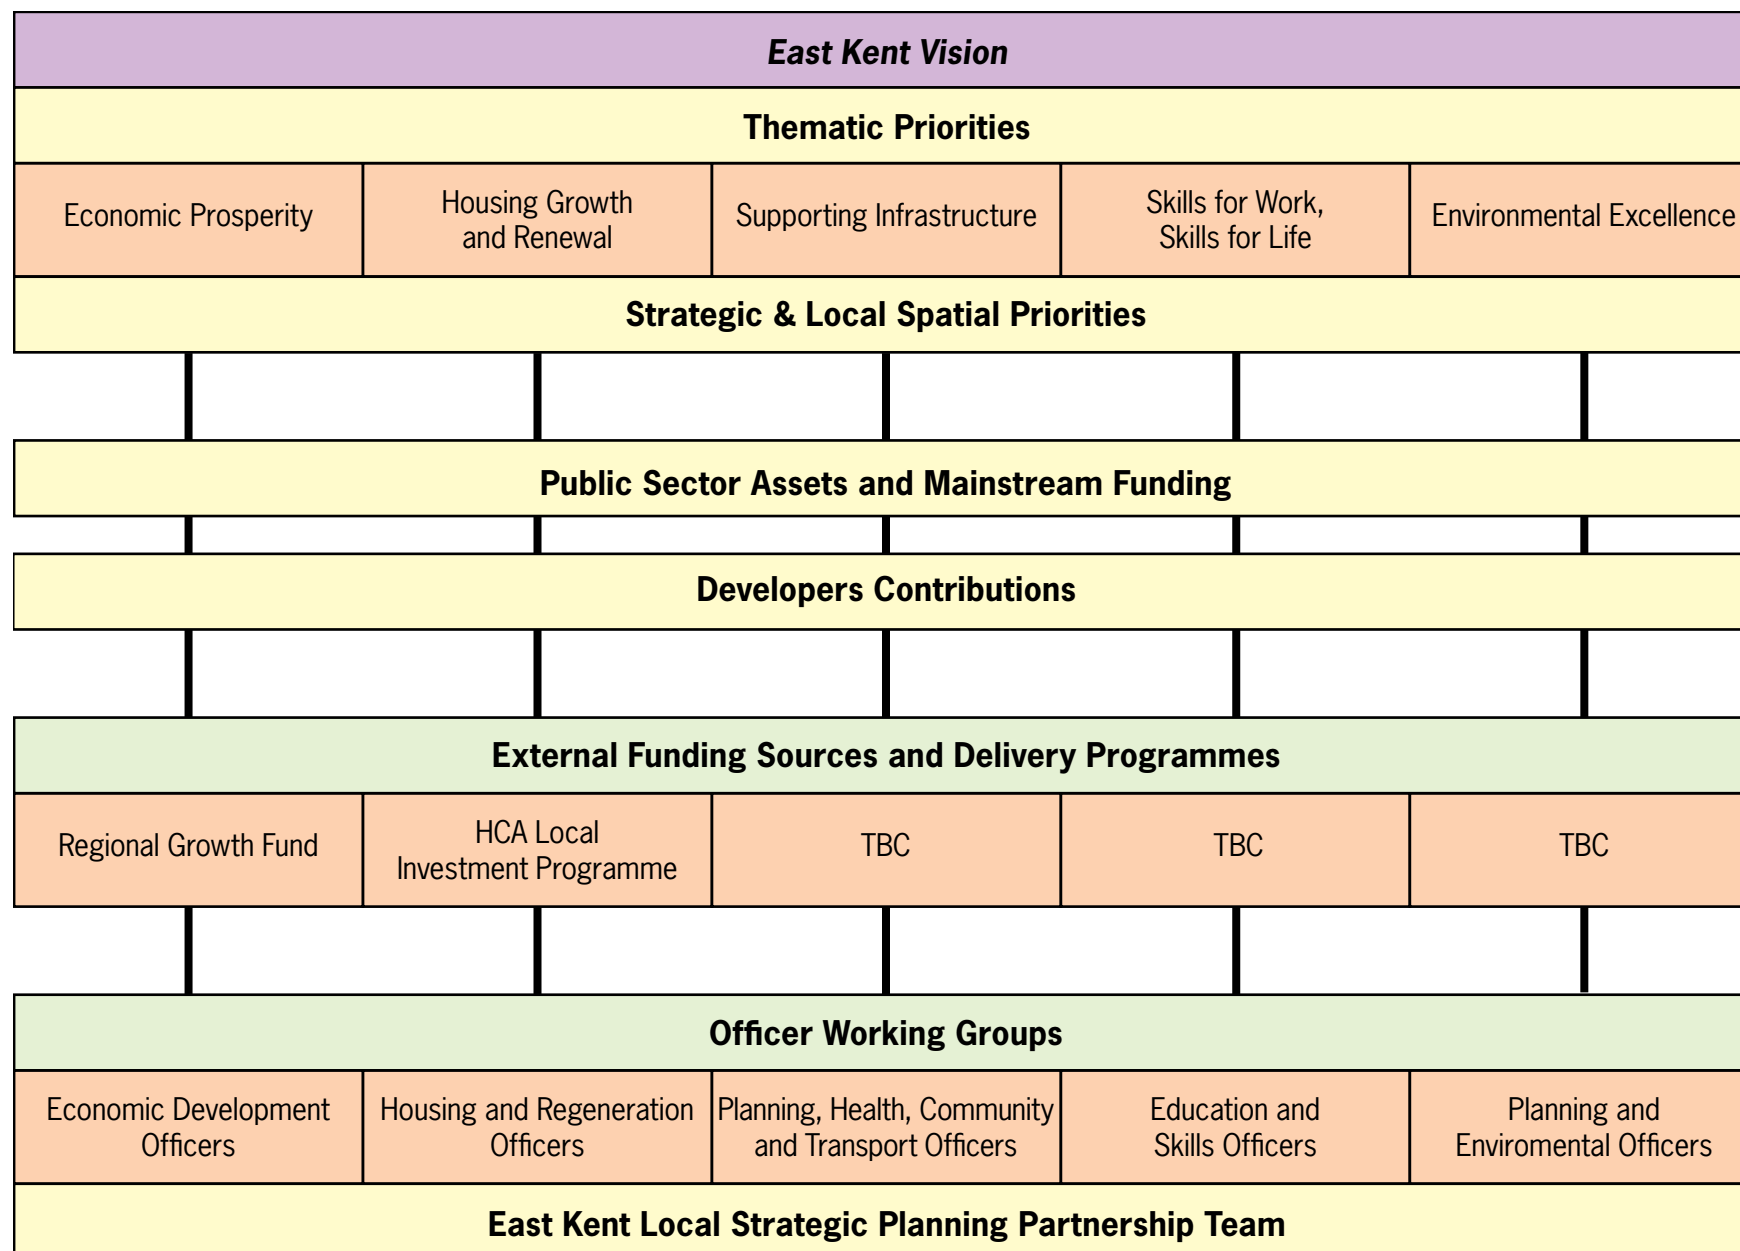 East Kent Vision
Thematic Priorities
Economic Prosperity
Housing Growth
and Renewal
Supporting Infrastructure
Skills for Work,
Skills for Life
Environmental Excellence
Strategic & Local Spatial Priorities
Public Sector Assets and Mainstream Funding
Developers Contributions
External Funding Sources and Delivery Programmes
Regional Growth Fund
HCA Local
Investment Programme
TBC
TBC
TBC
Officer Working Groups
Economic Development
Officers
Housing and Regeneration
Officers
Planning, Health, Community
and Transport Officers
Education and
Skills Officers
Planning and
Enviromental Officers
East Kent Local Strategic Planning Partnership Team